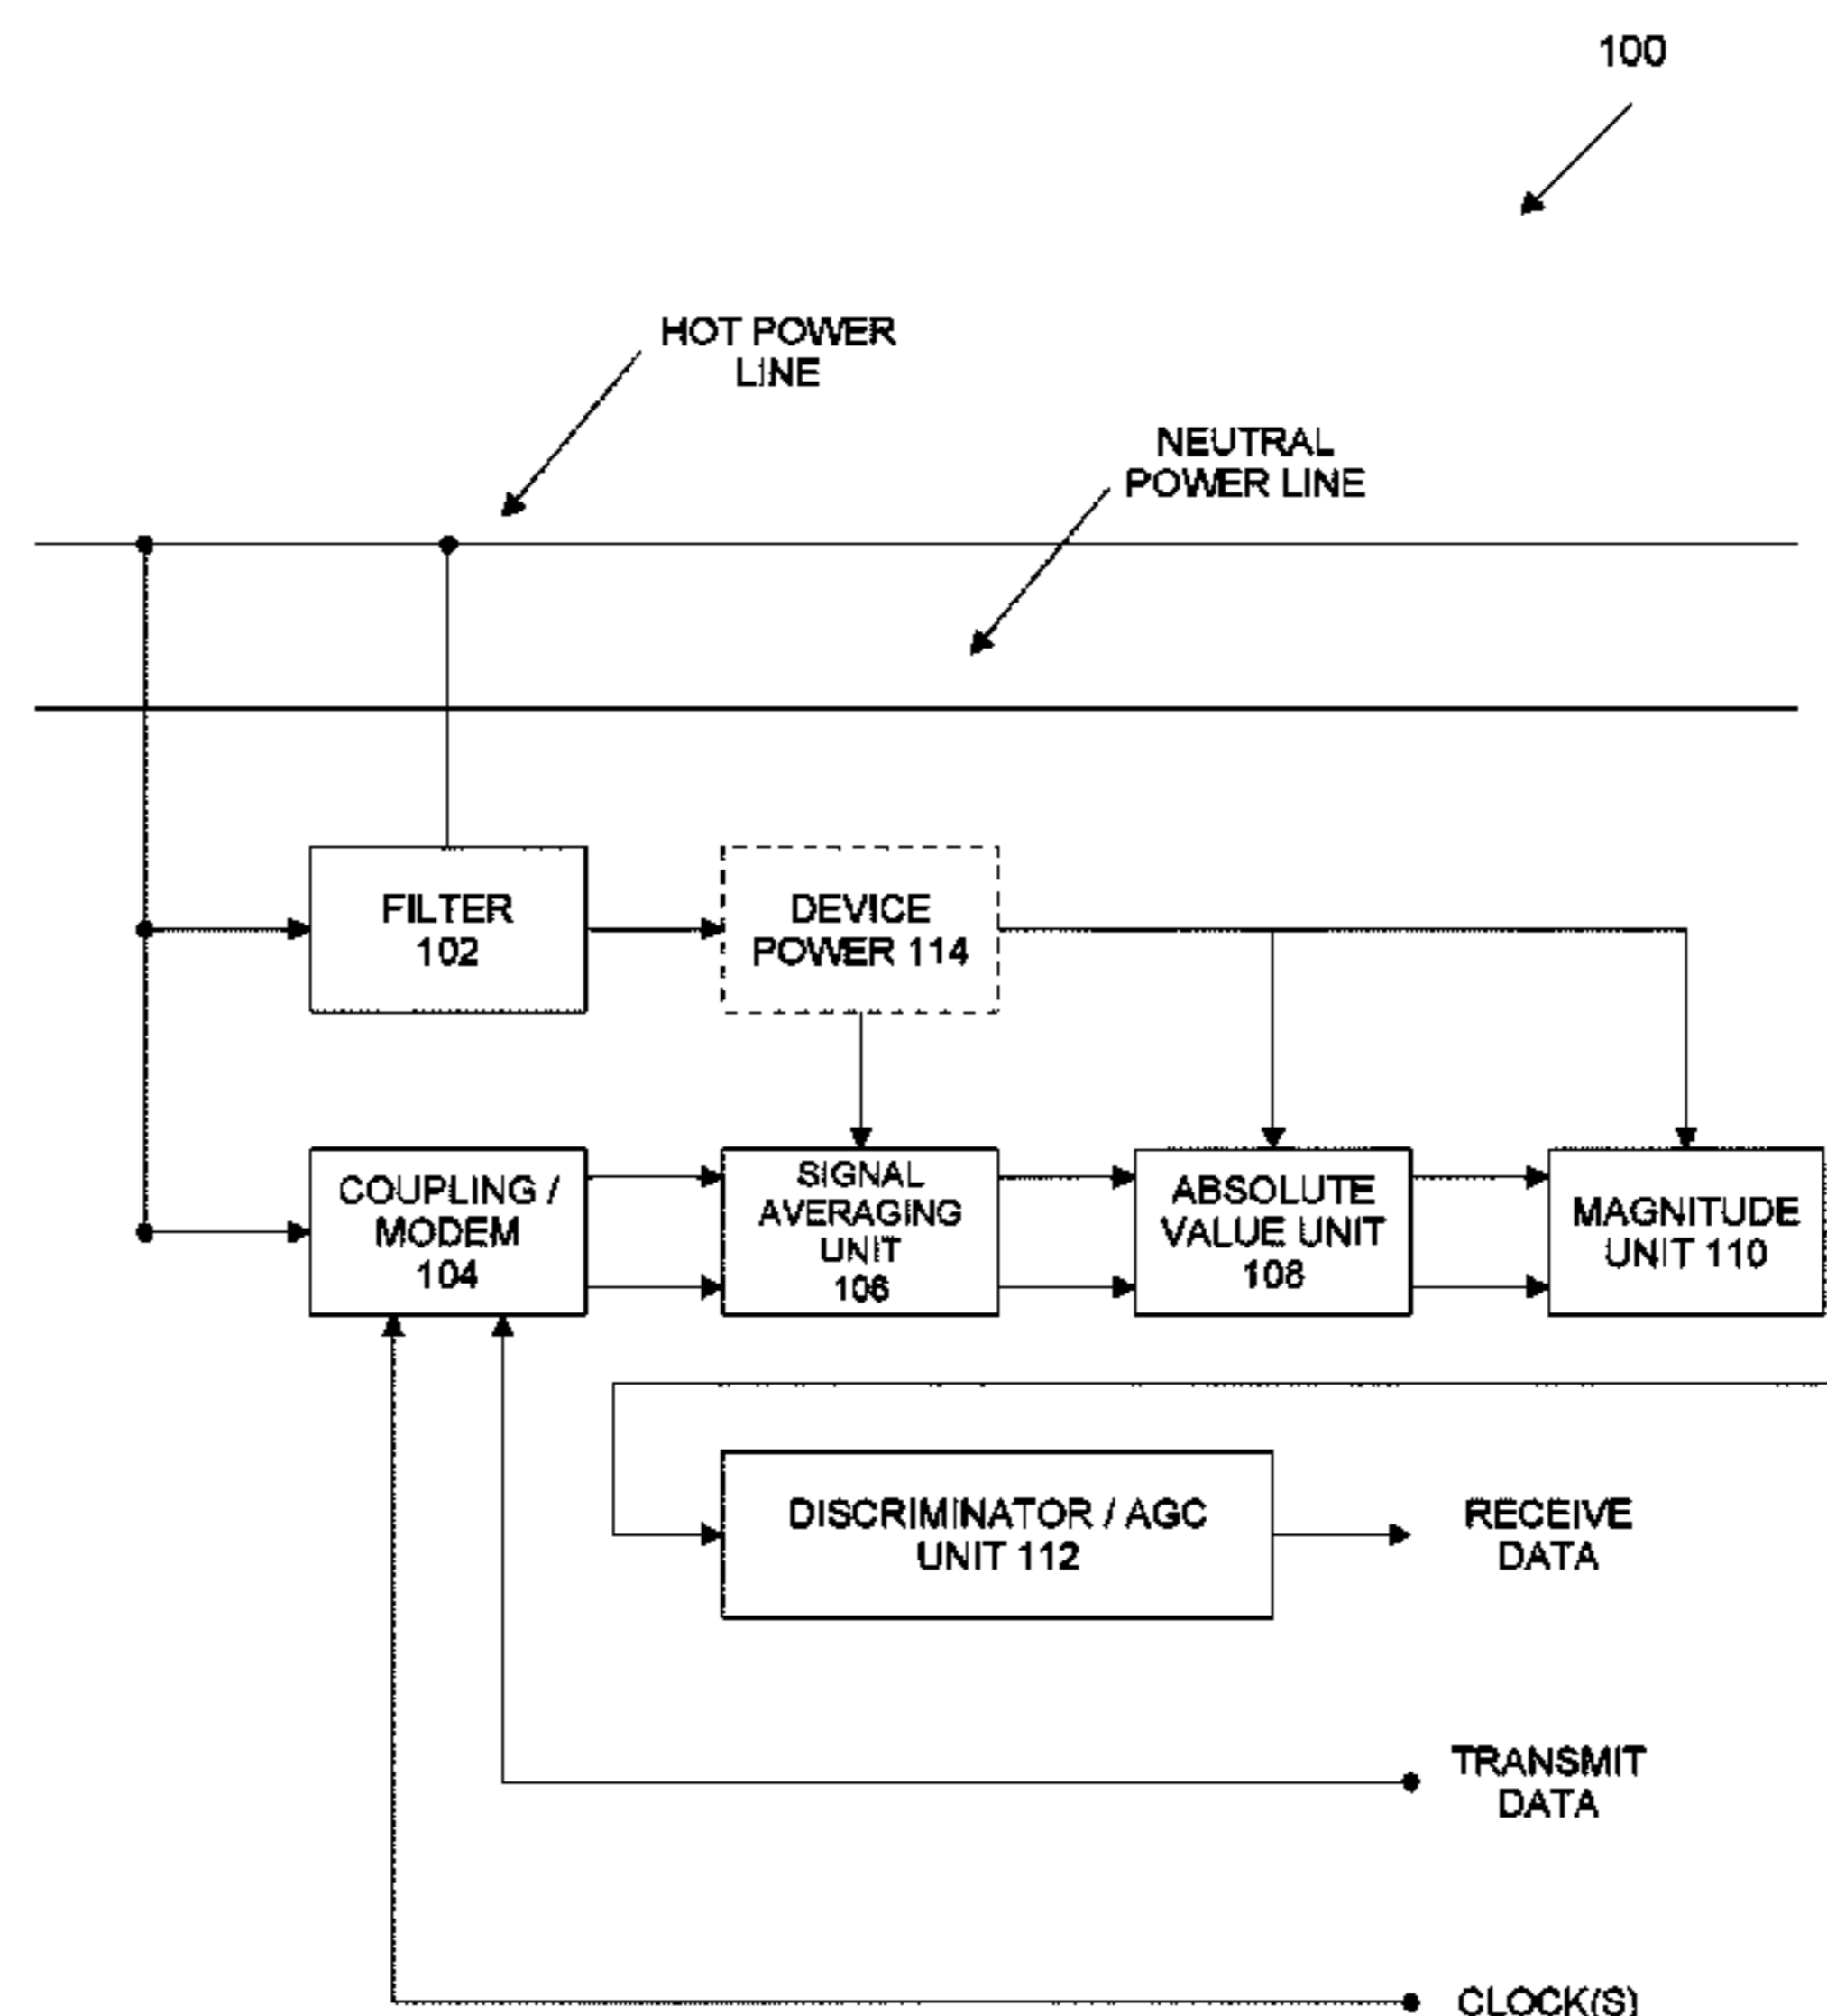 100
HOT POWER
LINE
NEUTRAL
POWER LINE
FILTER
102
DEVICE
POWER 114
COUPLING /
MODEM
104
SIGNAL
AVERAGING
UNIT
106
ABSOLUTE
VALUE UNIT
108
MAGNITUDE
UNIT 110
DISCRIMINATOR / AGC
UNIT 112
RECEIVE
DATA
TRANSMIT
DATA
CLOCK(S)